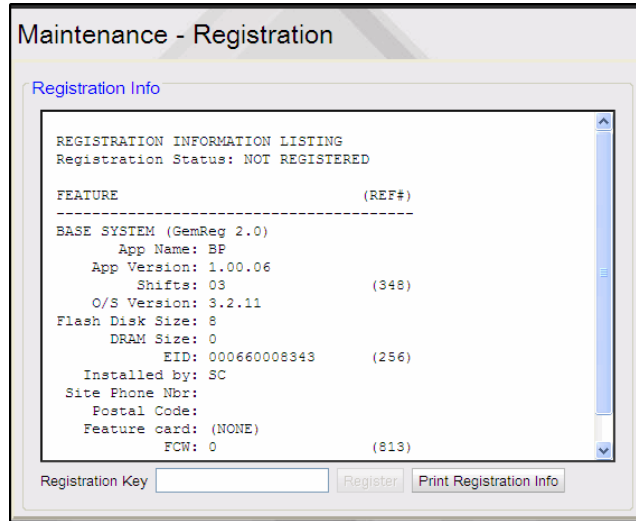 Maintenance - Registration
Registration Info
REGISTRATION INFORMATION LISTING
Registration Status: NOT REGISTERED
FEATURE (REF#)
----------------------------------------
BASE SYSTEM (GemReg 2.0)
App Name: BP
App Version: 1.00.06
Shifts: 03 (348)
O/S Version: 3.2.11
Flash Disk Size: 8
DRAM Size: 0
EID: 000660008343 (256)
Installed by: SC
Site Phone Nbr:
Postal Code:
Feature card: (NONE)
FCW: 0 (813)
Registration Key Register Print Registration Info